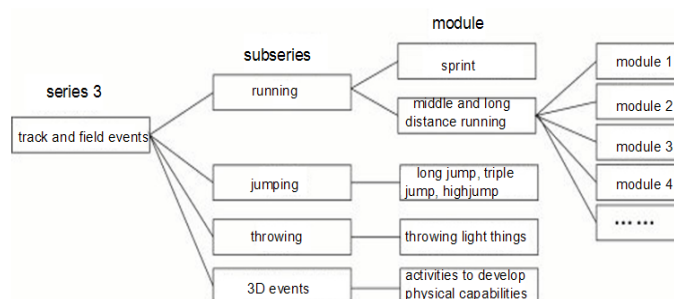 module
subseries
series 3
sprint
running
module 1
middle and long
distance running
module 2
track and field events
module 3
jumping
long jump, triple
jump, highjump
module 4
throwing
throwing light things
……
3D events
activities to develop
physical capabilities